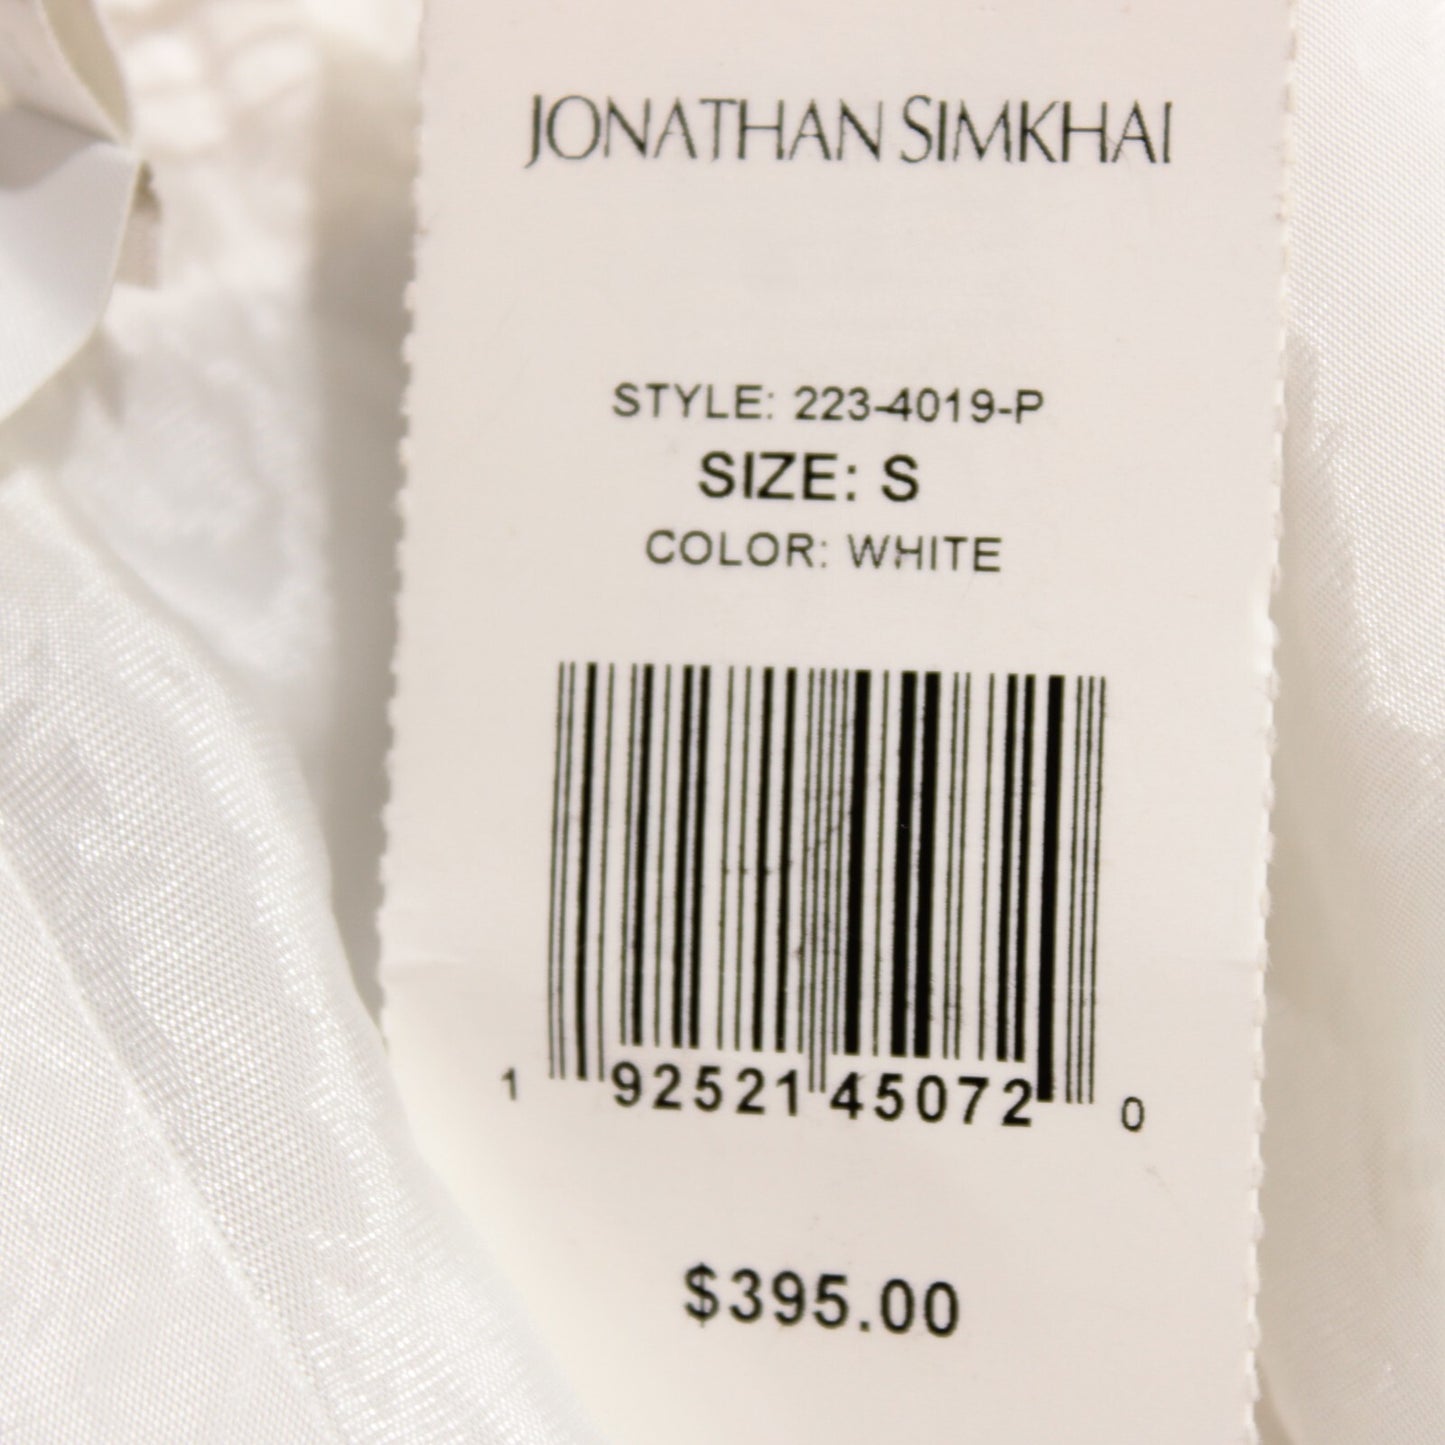 JONATHAN SIMKHAI
STYLE: 223-4019-P
SIZE: S
COLOR: WHITE
1 92521 45072 0
$395.00